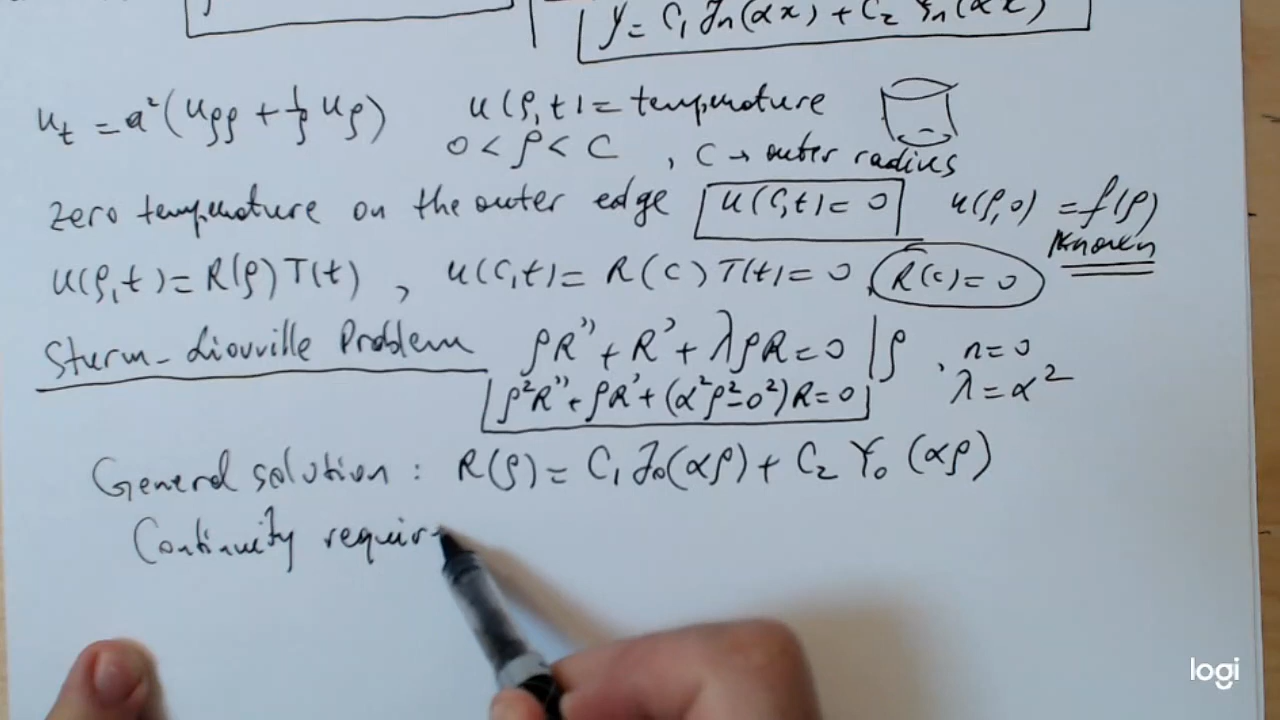 y = C₁ Jn(αx) + C₂ Yn(αx)
u_t = a²(u_ρρ + 1/ρ u_ρ) u(ρ,t) = temperature
0 < ρ < C , C → outer radius
zero temperature on the outer edge u(C,t) = 0 u(ρ,0) = f(ρ)
known
u(ρ,t) = R(ρ)T(t) , u(C,t) = R(C)T(t) = 0 R(C) = 0
Sturm-Liouville Problem ρR'' + R' + λρR = 0 | ρ , n = 0
ρ²R'' + ρR' + (α²ρ² - 0²)R = 0 λ = α²
General solution : R(ρ) = C₁ J₀(αρ) + C₂ Y₀(αρ)
Continuity requir
logi